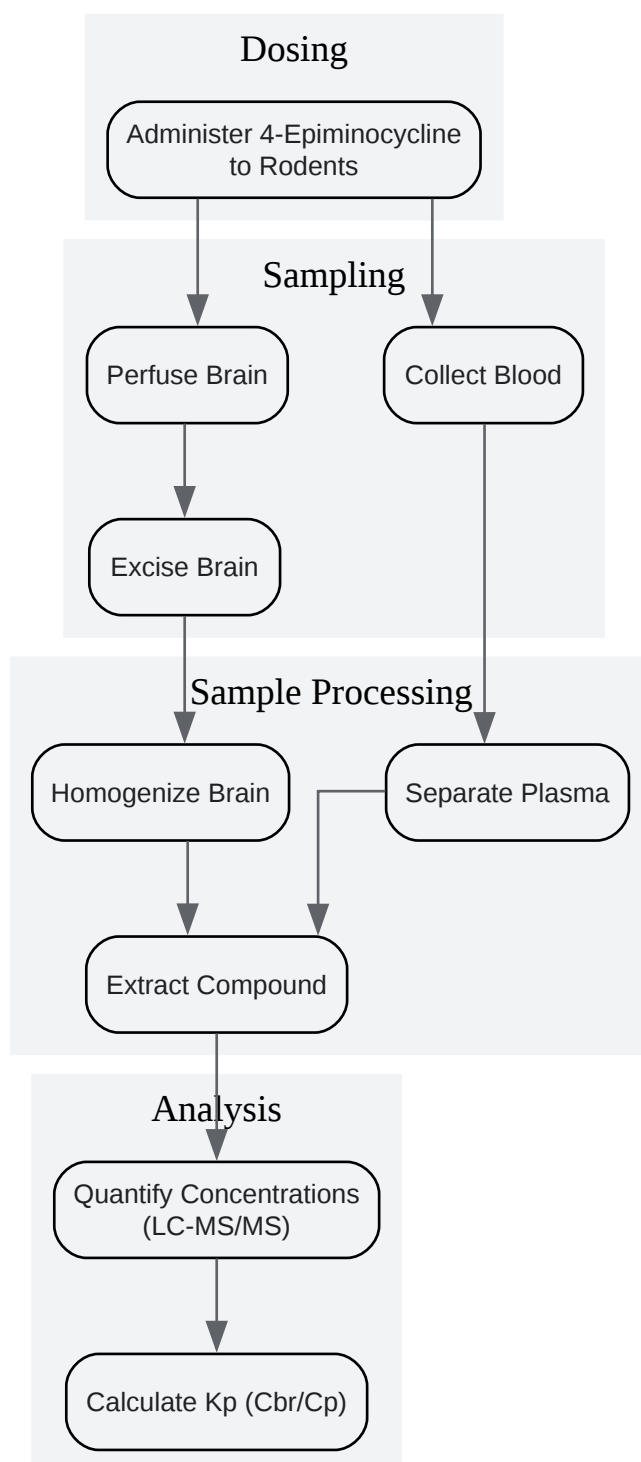 Dosing
Administer 4-Epiminocycline
to Rodents
Sampling
Perfuse Brain
Collect Blood
Excise Brain
Sample Processing
Homogenize Brain
Separate Plasma
Extract Compound
Analysis
Quantify Concentrations
(LC-MS/MS)
Calculate Kp (Cbr/Cp)